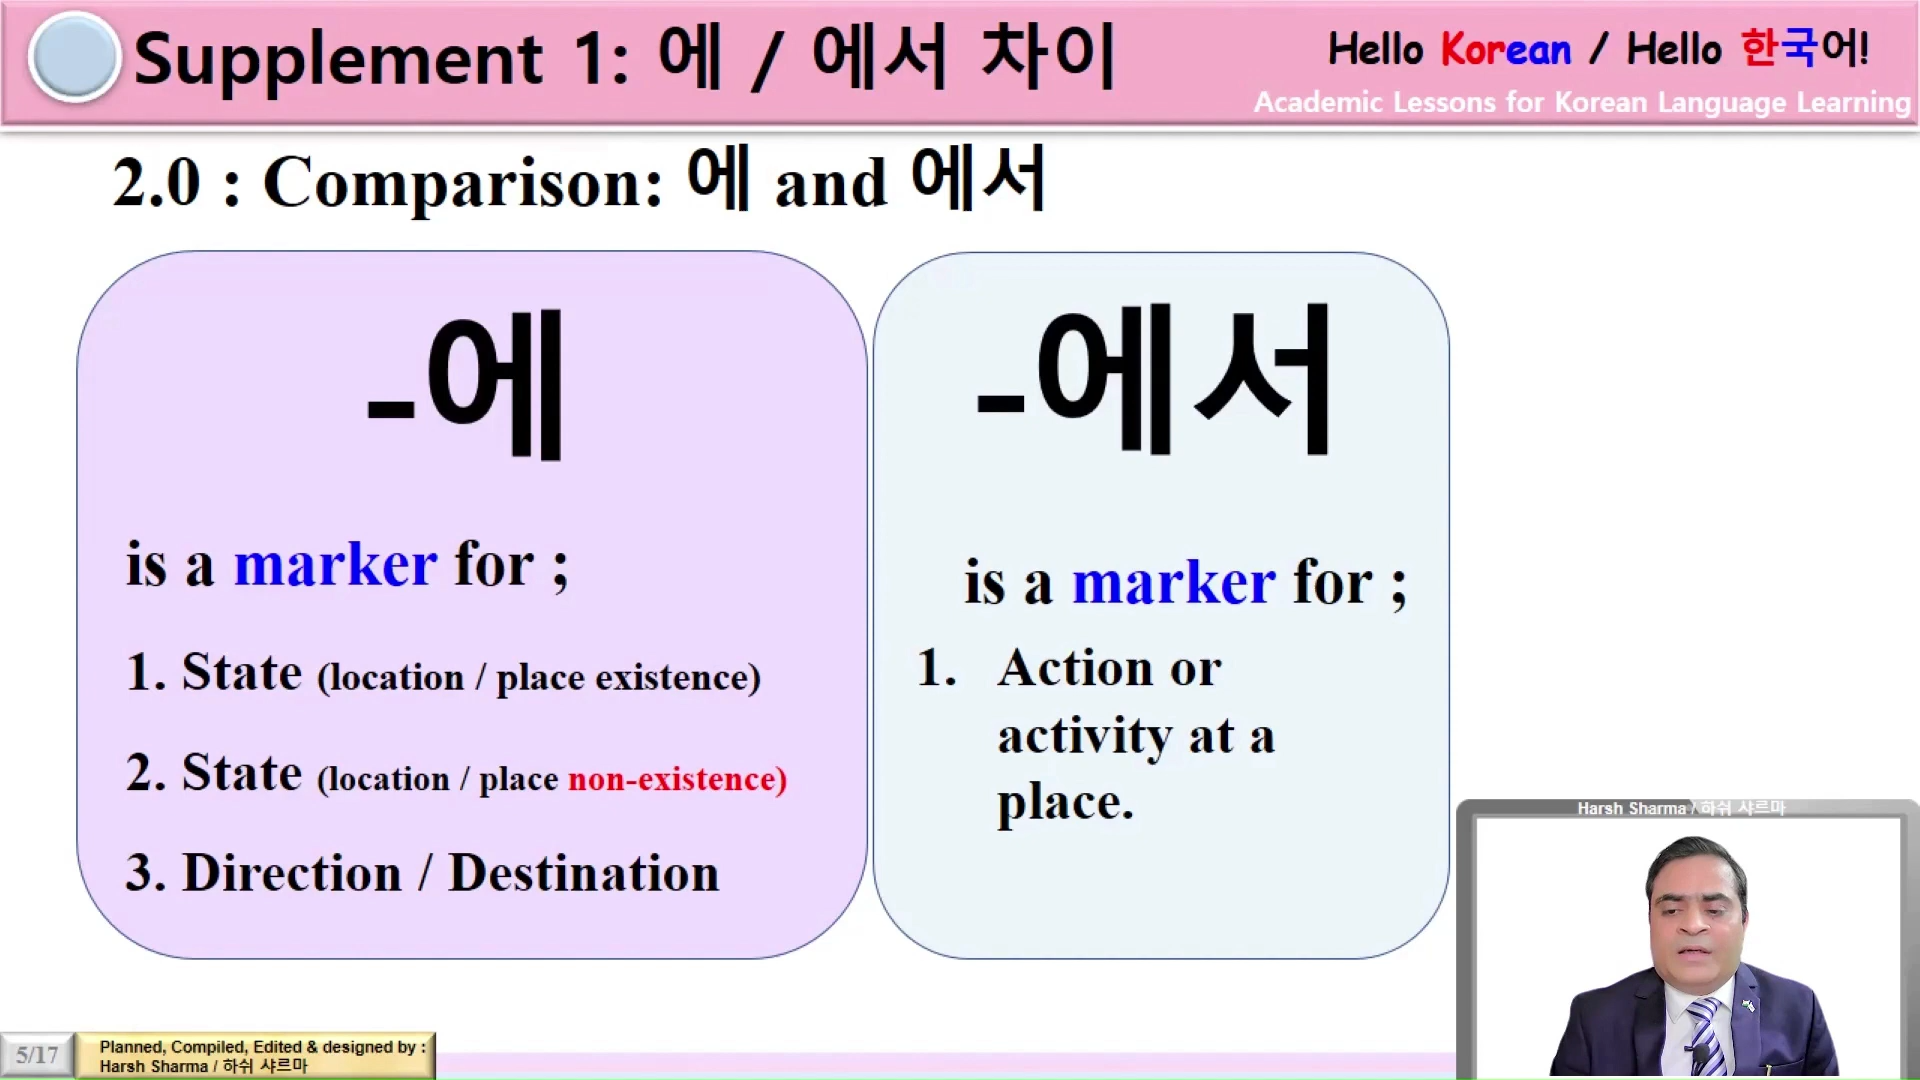 Supplement 1: 에 / 에서 차이
Hello Korean / Hello 한국어!
Academic Lessons for Korean Language Learning
2.0 : Comparison: 에 and 에서
-에
is a marker for ;
1. State (location / place existence)
2. State (location / place non-existence)
3. Direction / Destination
-에서
is a marker for ;
1. Action or
activity at a
place.
Harsh Sharma / 하쉬 샤르마
5/17
Planned, Compiled, Edited & designed by :
Harsh Sharma / 하쉬 샤르마